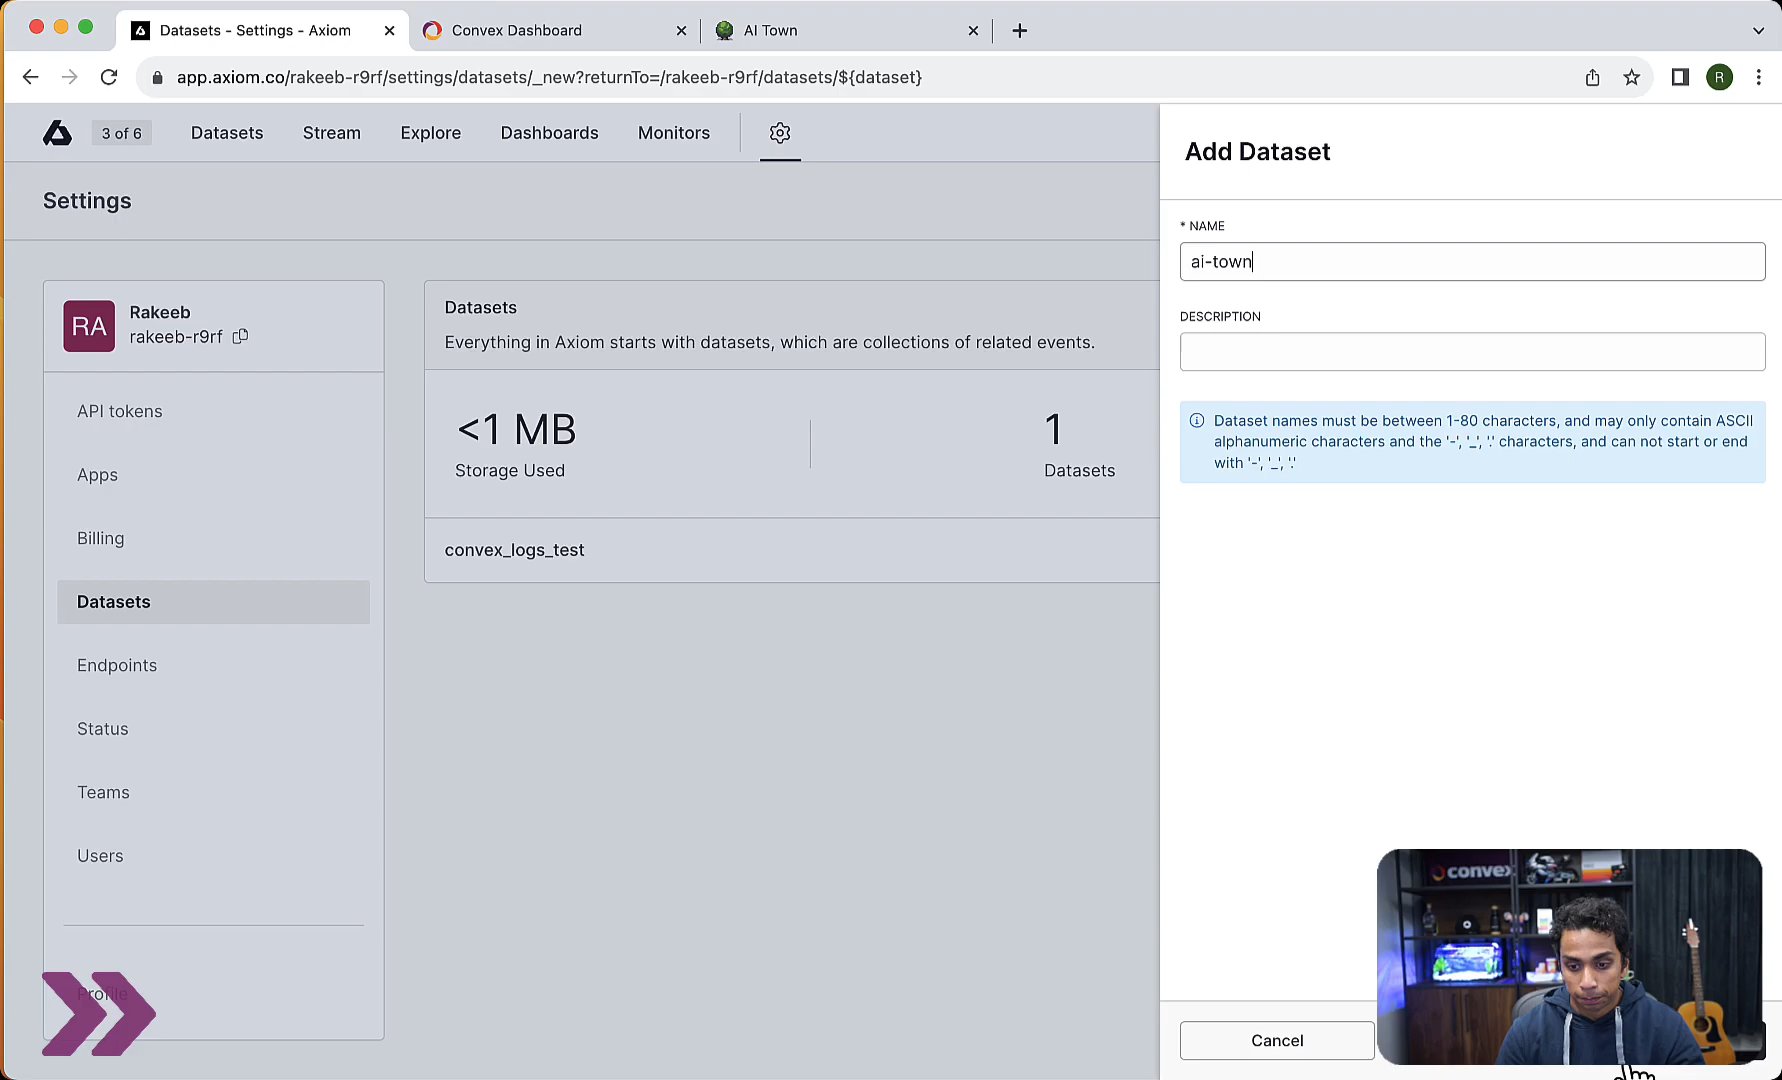 Datasets - Settings - Axiom
Convex Dashboard
AI Town
app.axiom.co/rakeeb-r9rf/settings/datasets/_new?returnTo=/rakeeb-r9rf/datasets/${dataset}
R
3 of 6
Datasets
Stream
Explore
Dashboards
Monitors
Settings
RA
Rakeeb
rakeeb-r9rf
API tokens
Apps
Billing
Datasets
Endpoints
Status
Teams
Users
Profile
Datasets
Everything in Axiom starts with datasets, which are collections of related events.
<1 MB
Storage Used
1
Datasets
convex_logs_test
Add Dataset
* NAME
ai-town
DESCRIPTION
Dataset names must be between 1-80 characters, and may only contain ASCII
alphanumeric characters and the '-', '_', '.' characters, and can not start or end
with '-', '_', '.'
Cancel
convex